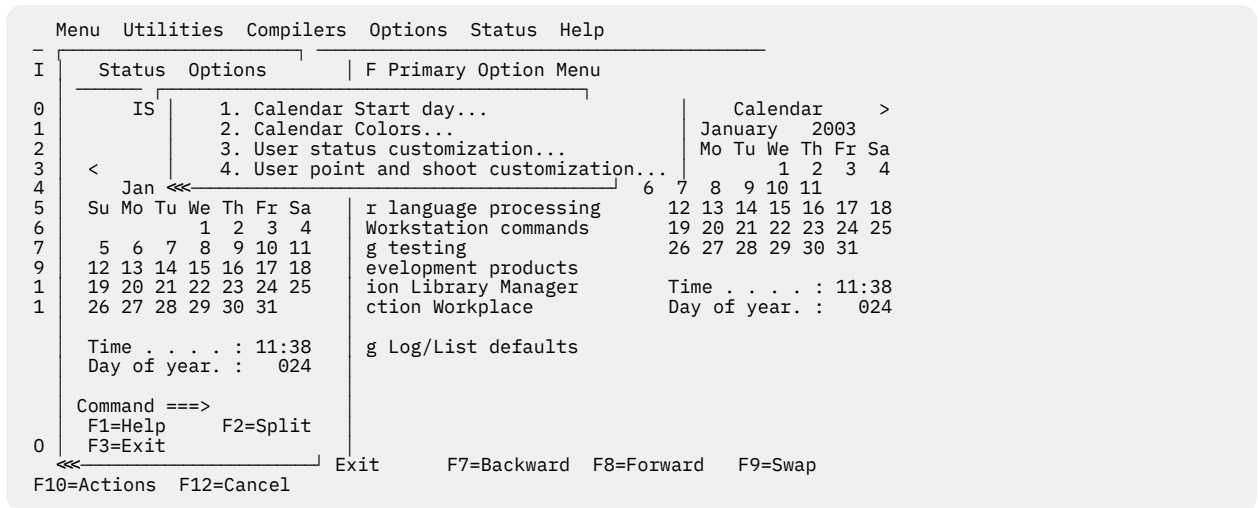 Menu Utilities Compilers Options Status Help
I Status Options F Primary Option Menu
0 IS 1. Calendar Start day... Calendar >
1 2. Calendar Colors... January 2003
2 3. User status customization... Mo Tu We Th Fr Sa
3 < 4. User point and shoot customization... 1 2 3 4
4 Jan <<< 6 7 8 9 10 11
5 Su Mo Tu We Th Fr Sa r language processing 12 13 14 15 16 17 18
6 1 2 3 4 Workstation commands 19 20 21 22 23 24 25
7 5 6 7 8 9 10 11 g testing 26 27 28 29 30 31
9 12 13 14 15 16 17 18 evelopment products
1 19 20 21 22 23 24 25 ion Library Manager Time . . . . : 11:38
1 26 27 28 29 30 31 ction Workplace Day of year. : 024
Time . . . . : 11:38 g Log/List defaults
Day of year. : 024
Command ===>
F1=Help F2=Split
O F3=Exit
<<< Exit F7=Backward F8=Forward F9=Swap
F10=Actions F12=Cancel